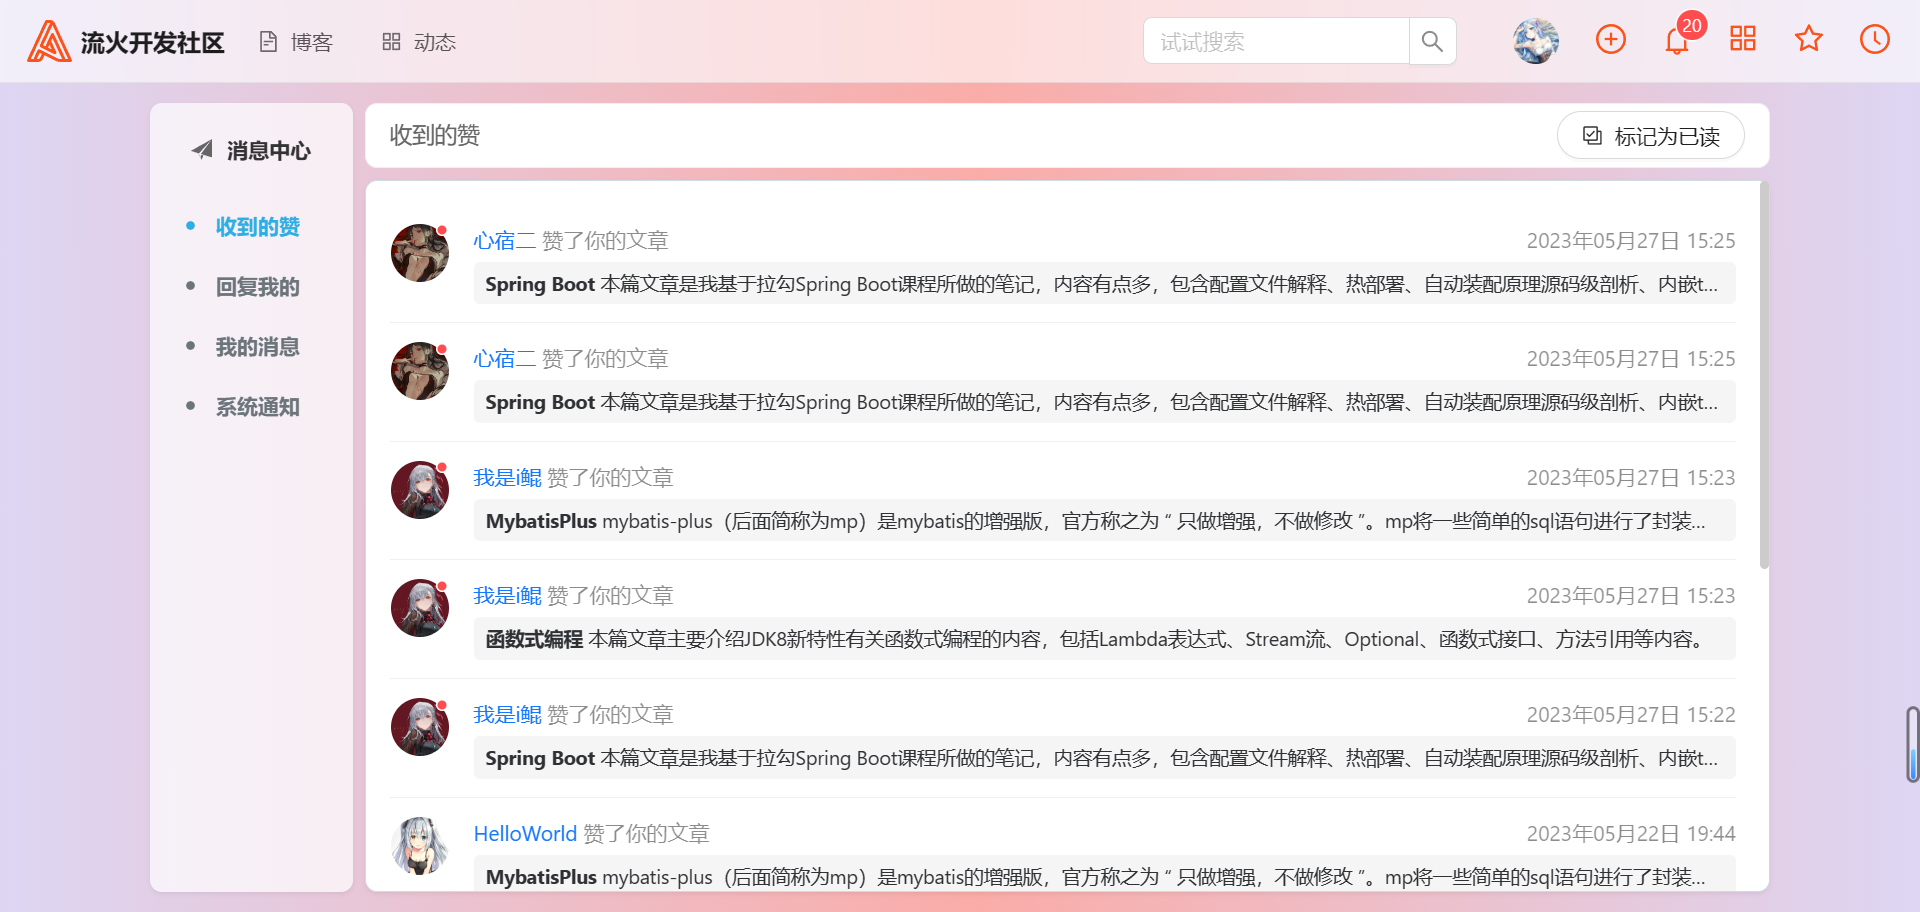 流火开发社区 博客 动态 试试搜索 20
消息中心
收到的赞
回复我的
我的消息
系统通知
收到的赞 标记为已读
心宿二 赞了你的文章 2023年05月27日 15:25
Spring Boot 本篇文章是我基于拉勾Spring Boot课程所做的笔记，内容有点多，包含配置文件解释、热部署、自动装配原理源码级剖析、内嵌t...
心宿二 赞了你的文章 2023年05月27日 15:25
Spring Boot 本篇文章是我基于拉勾Spring Boot课程所做的笔记，内容有点多，包含配置文件解释、热部署、自动装配原理源码级剖析、内嵌t...
我是i鲲 赞了你的文章 2023年05月27日 15:23
MybatisPlus mybatis-plus（后面简称为mp）是mybatis的增强版，官方称之为 “ 只做增强，不做修改 ”。mp将一些简单的sql语句进行了封装...
我是i鲲 赞了你的文章 2023年05月27日 15:23
函数式编程 本篇文章主要介绍JDK8新特性有关函数式编程的内容，包括Lambda表达式、Stream流、Optional、函数式接口、方法引用等内容。
我是i鲲 赞了你的文章 2023年05月27日 15:22
Spring Boot 本篇文章是我基于拉勾Spring Boot课程所做的笔记，内容有点多，包含配置文件解释、热部署、自动装配原理源码级剖析、内嵌t...
HelloWorld 赞了你的文章 2023年05月22日 19:44
MybatisPlus mybatis-plus（后面简称为mp）是mybatis的增强版，官方称之为 “ 只做增强，不做修改 ”。mp将一些简单的sql语句进行了封装...